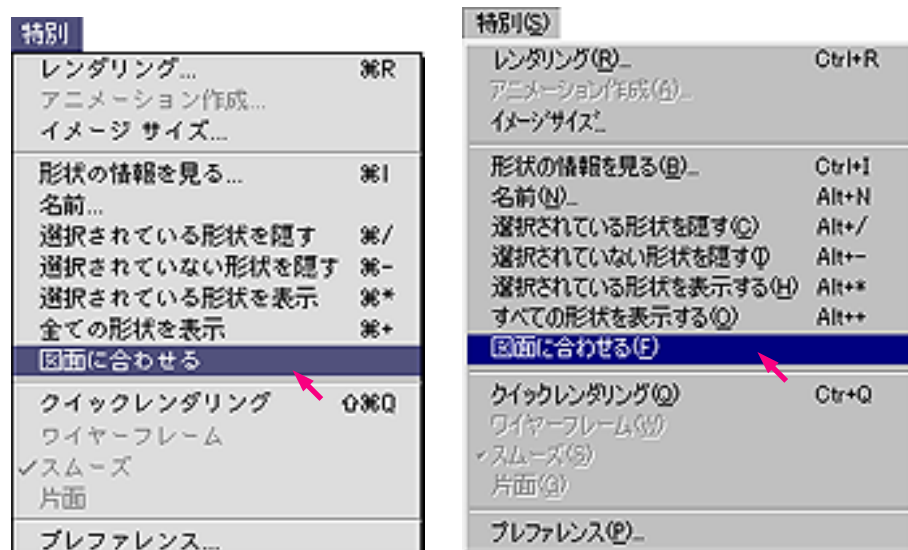 特別
レンダリング... ⌘R
アニメーション作成...
イメージ サイズ...
形状の情報を見る... ⌘I
名前...
選択されている形状を隠す ⌘/
選択されていない形状を隠す ⌘-
選択されている形状を表示 ⌘*
全ての形状を表示 ⌘+
図面に合わせる
クイックレンダリング ⇧⌘Q
ワイヤーフレーム
✓スムーズ
片面
プレファレンス...
特別(S)
レンダリング(R)... Ctrl+R
アニメーション作成(A)...
イメージサイズ...
形状の情報を見る(B)... Ctrl+I
名前(N)... Alt+N
選択されている形状を隠す(C) Alt+/
選択されていない形状を隠す(I) Alt+-
選択されている形状を表示する(H) Alt+*
すべての形状を表示する(O) Alt++
図面に合わせる(F)
クイックレンダリング(Q) Ctr+Q
ワイヤーフレーム(W)
✓スムーズ(S)
片面(G)
プレファレンス(P)...